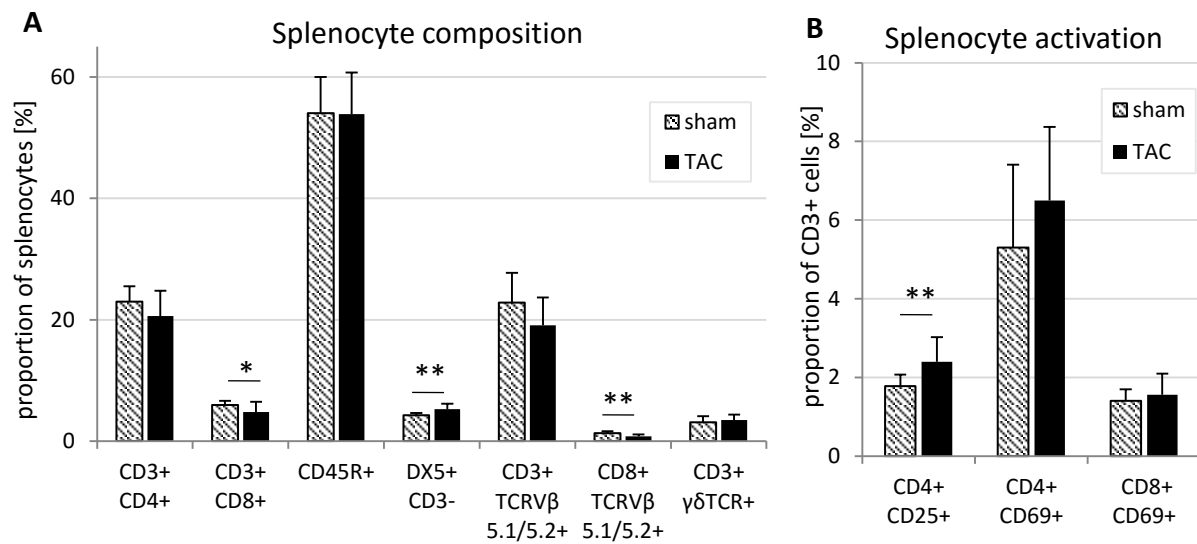 A
Splenocyte composition
proportion of splenocytes [%]
60
40
20
0
sham
TAC
*
**
**
CD3+
CD4+
CD3+
CD8+
CD45R+
DX5+
CD3-
CD3+
TCRVβ
5.1/5.2+
CD8+
TCRVβ
5.1/5.2+
CD3+
γδTCR+
B
Splenocyte activation
proportion of CD3+ cells [%]
10
8
6
4
2
0
sham
TAC
**
CD4+
CD25+
CD4+
CD69+
CD8+
CD69+